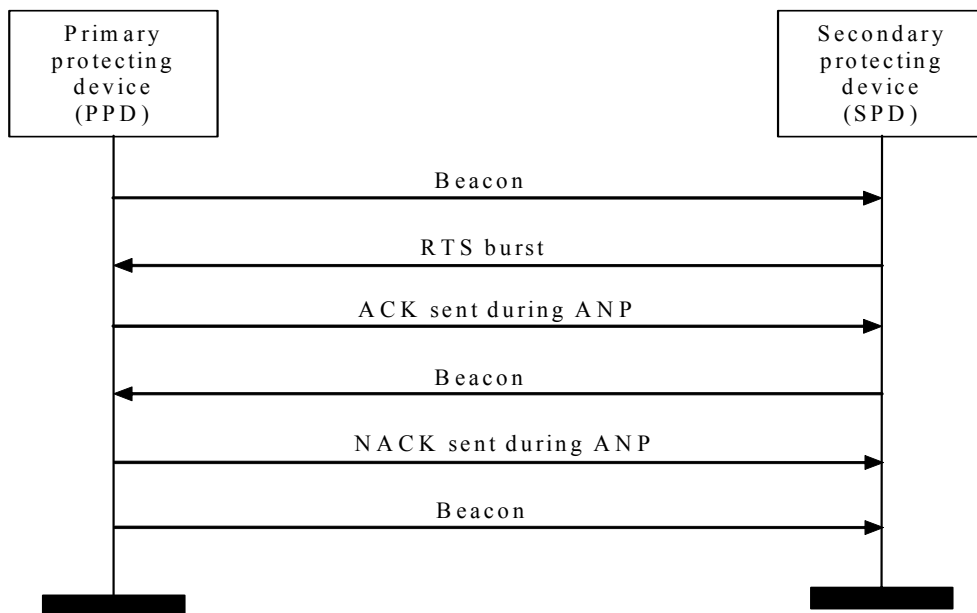 Primary
protecting
device
(PPD)
Secondary
protecting
device
(SPD)
Beacon
RTS burst
ACK sent during ANP
Beacon
NACK sent during ANP
Beacon